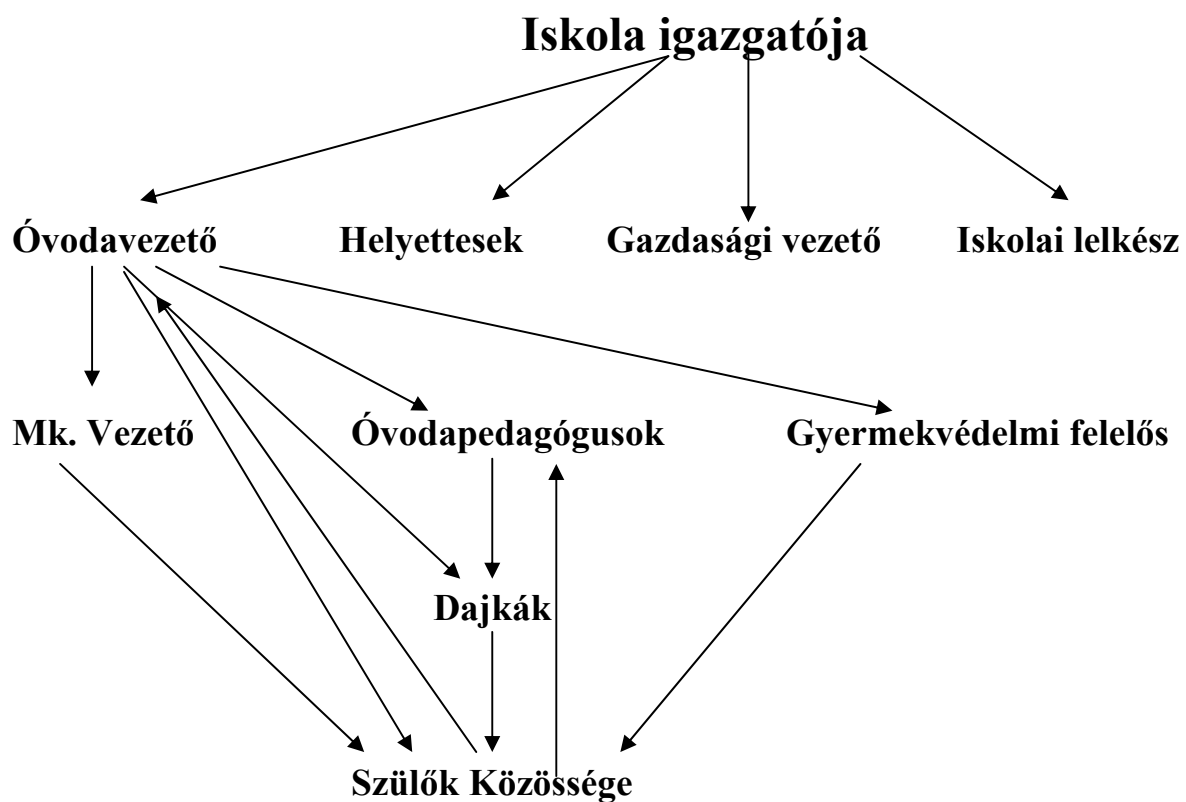 Iskola igazgatója
Óvodavezető Helyettesek Gazdasági vezető Iskolai lelkész
Mk. Vezető Óvodapedagógusok Gyermekvédelmi felelős
Dajkák
Szülők Közössége